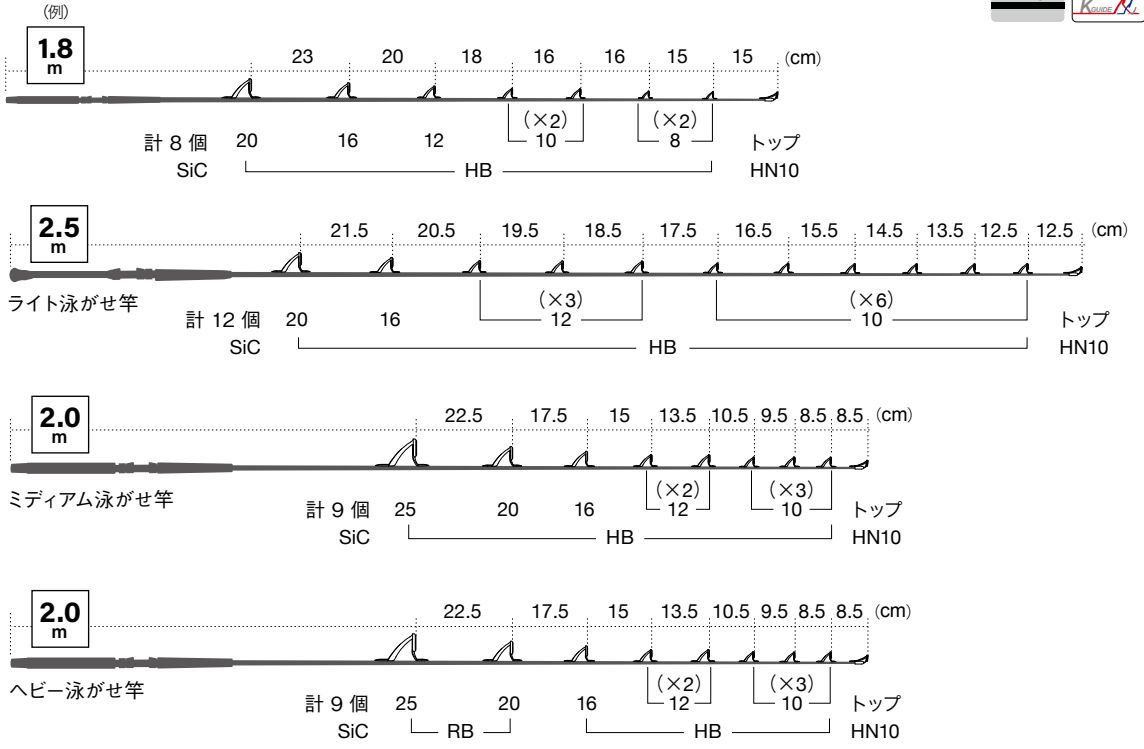 (例)
K GUIDE
1.8 m
23 20 18 16 16 15 15 (cm)
(×2) (×2)
計 8 個 20 16 12 10 8 トップ
SiC HB HN10
2.5 m
21.5 20.5 19.5 18.5 17.5 16.5 15.5 14.5 13.5 12.5 12.5 (cm)
ライト泳がせ竿
(×3) (×6)
計 12 個 20 16 12 10 トップ
SiC HB HN10
2.0 m
22.5 17.5 15 13.5 10.5 9.5 8.5 8.5 (cm)
ミディアム泳がせ竿
(×2) (×3)
計 9 個 25 20 16 12 10 トップ
SiC HB HN10
2.0 m
22.5 17.5 15 13.5 10.5 9.5 8.5 8.5 (cm)
ヘビー泳がせ竿
(×2) (×3)
計 9 個 25 20 16 12 10 トップ
SiC RB HB HN10